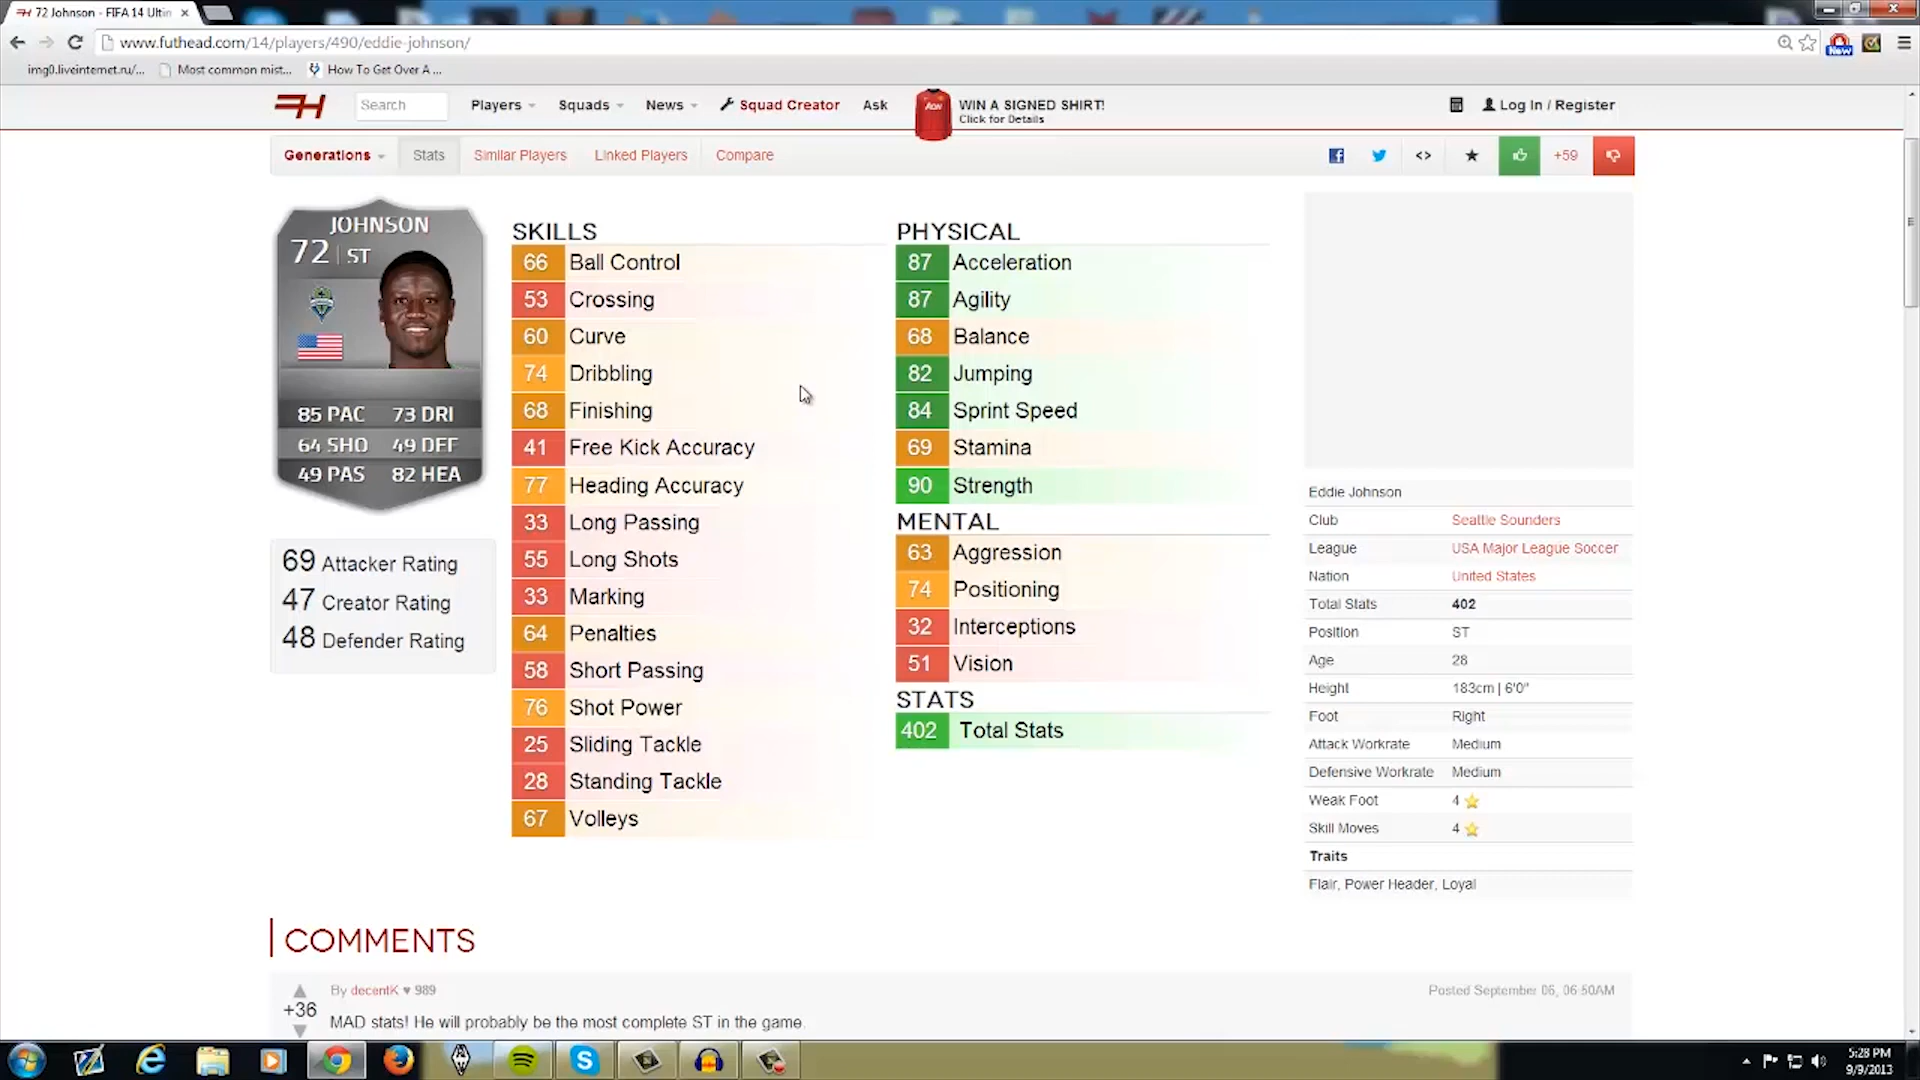 72 Johnson - FIFA 14 Ultim
www.futhead.com/14/players/490/eddie-johnson/
New
img0.liveinternet.ru/...
Most common mist...
How To Get Over A ...
FH
Search
Players
Squads
News
Squad Creator
Ask
AON
WIN A SIGNED SHIRT!
Click for Details
Log In / Register
Generations
Stats
Similar Players
Linked Players
Compare
+59
JOHNSON
72 | ST
85 PAC 73 DRI
64 SHO 49 DEF
49 PAS 82 HEA
69 Attacker Rating
47 Creator Rating
48 Defender Rating
SKILLS
66 Ball Control
53 Crossing
60 Curve
74 Dribbling
68 Finishing
41 Free Kick Accuracy
77 Heading Accuracy
33 Long Passing
55 Long Shots
33 Marking
64 Penalties
58 Short Passing
76 Shot Power
25 Sliding Tackle
28 Standing Tackle
67 Volleys
PHYSICAL
87 Acceleration
87 Agility
68 Balance
82 Jumping
84 Sprint Speed
69 Stamina
90 Strength
MENTAL
63 Aggression
74 Positioning
32 Interceptions
51 Vision
STATS
402 Total Stats
Eddie Johnson
Club Seattle Sounders
League USA Major League Soccer
Nation United States
Total Stats 402
Position ST
Age 28
Height 183cm | 6'0"
Foot Right
Attack Workrate Medium
Defensive Workrate Medium
Weak Foot 4
Skill Moves 4
Traits
Flair, Power Header, Loyal
COMMENTS
+36
By decentK ♥ 989
Posted September 06, 06:50AM
MAD stats! He will probably be the most complete ST in the game.
5:28 PM
9/9/2013